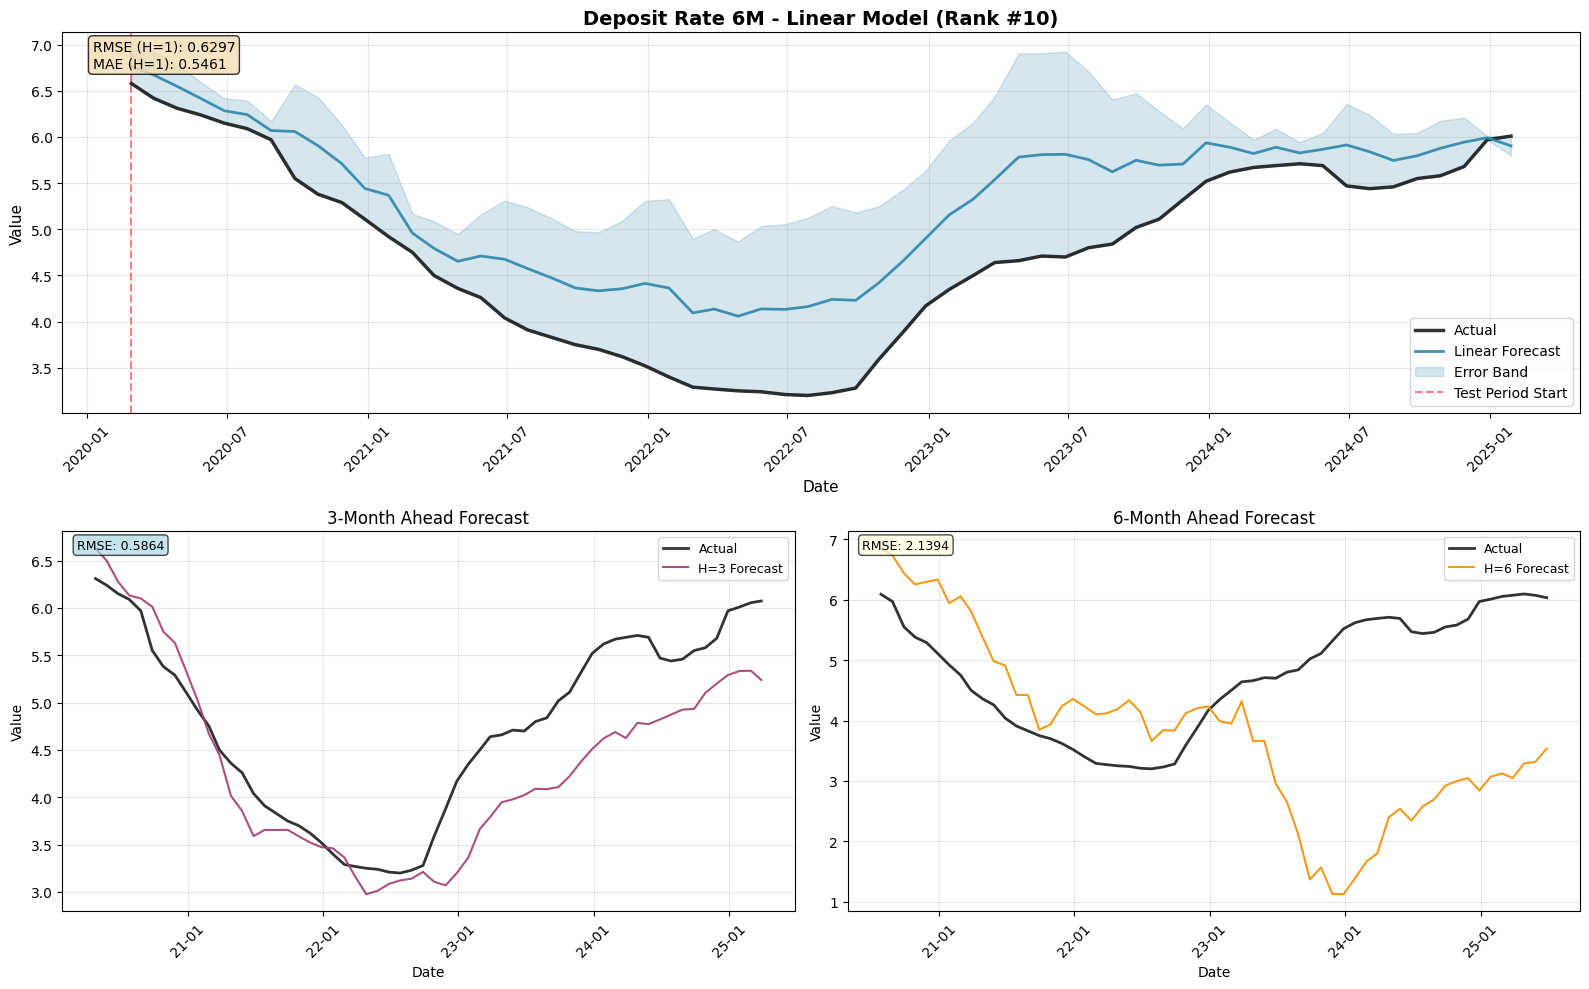 Deposit Rate 6M - Linear Model (Rank #10)
RMSE (H=1): 0.6297
MAE (H=1): 0.5461
Value
7.0
6.5
6.0
5.5
5.0
4.5
4.0
3.5
Actual
Linear Forecast
Error Band
Test Period Start
2020-01
2020-07
2021-01
2021-07
2022-01
2022-07
2023-01
2023-07
2024-01
2024-07
2025-01
Date
3-Month Ahead Forecast
RMSE: 0.5864
Actual
H=3 Forecast
Value
6.5
6.0
5.5
5.0
4.5
4.0
3.5
3.0
21-01
22-01
23-01
24-01
25-01
Date
6-Month Ahead Forecast
RMSE: 2.1394
Actual
H=6 Forecast
Value
7
6
5
4
3
2
1
21-01
22-01
23-01
24-01
25-01
Date